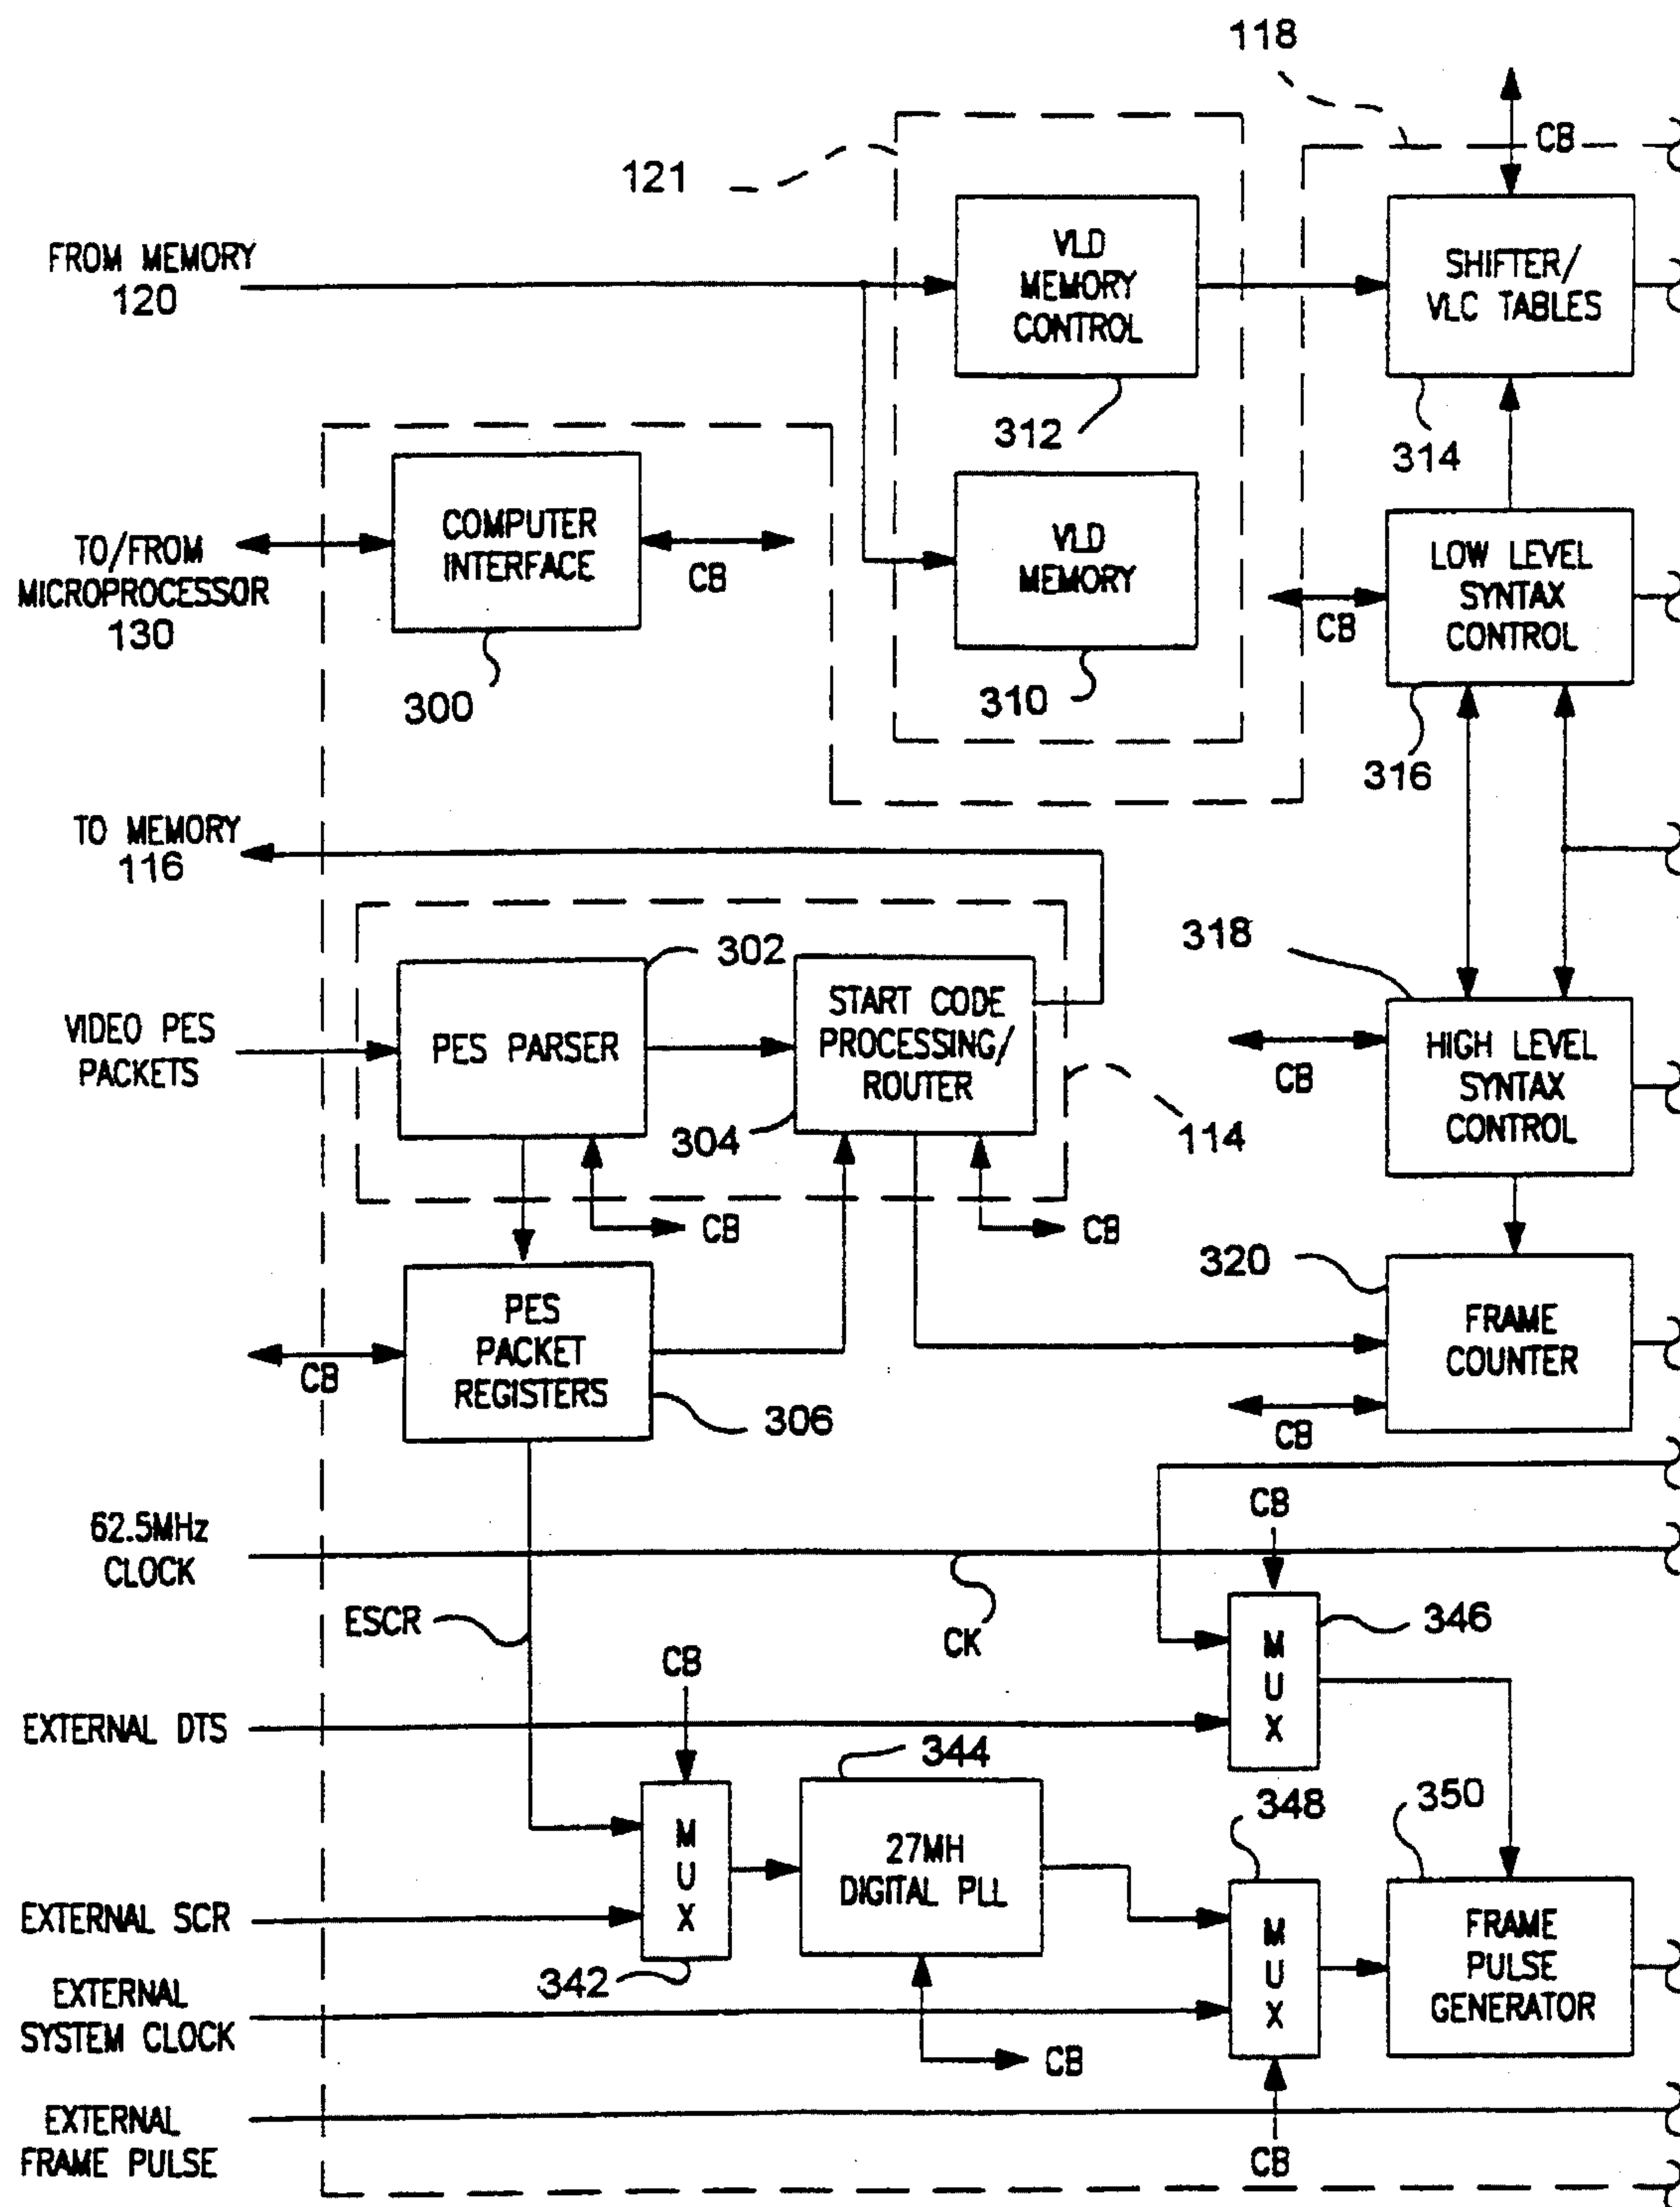 118
CB
121
FROM MEMORY
120
VLD
MEMORY
CONTROL
312
SHIFTER/
VLC TABLES
314
COMPUTER
INTERFACE
300
CB
TO/FROM
MICROPROCESSOR
130
VLD
MEMORY
310
LOW LEVEL
SYNTAX
CONTROL
CB
316
TO MEMORY
116
302
318
VIDEO PES
PACKETS
PES PARSER
START CODE
PROCESSING/
ROUTER
304
114
HIGH LEVEL
SYNTAX
CONTROL
CB
CB
CB
320
PES
PACKET
REGISTERS
CB
306
FRAME
COUNTER
CB
62.5MHz
CLOCK
CK
CB
ESCR
CB
MUX
346
EXTERNAL DTS
344
348
350
MUX
342
27MH
DIGITAL PLL
EXTERNAL SCR
MUX
FRAME
PULSE
GENERATOR
EXTERNAL
SYSTEM CLOCK
CB
EXTERNAL
FRAME PULSE
CB